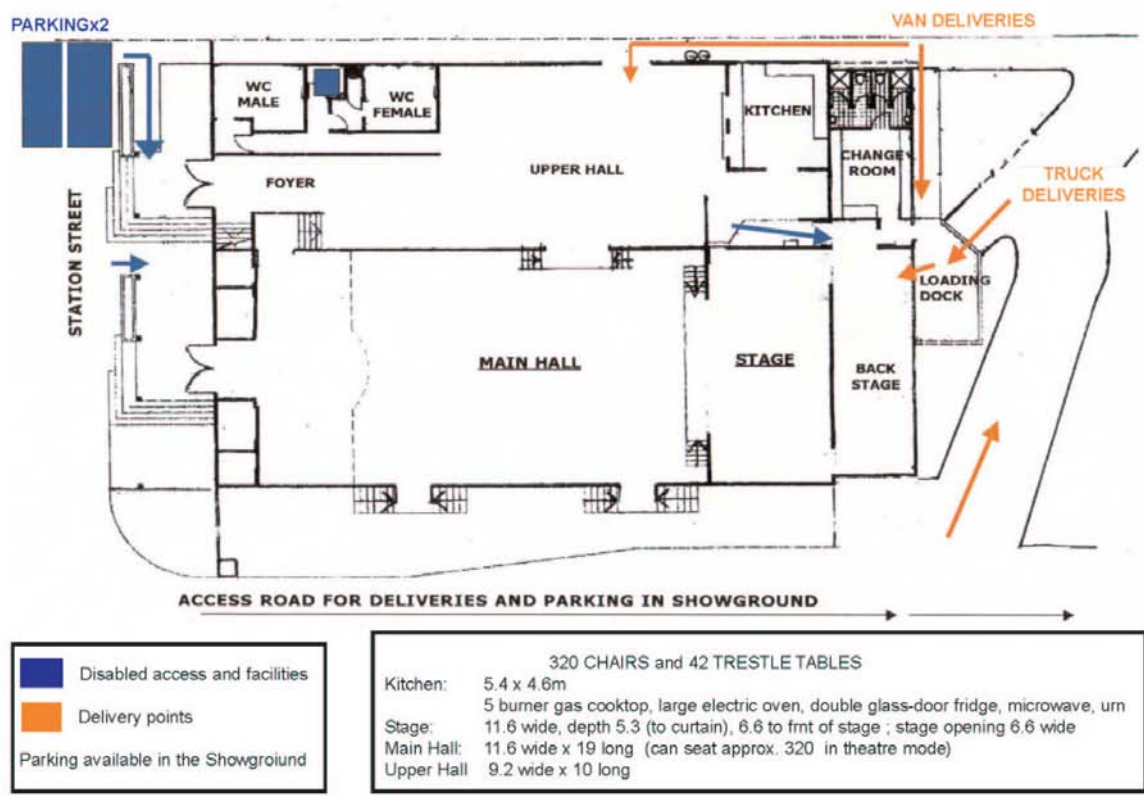 PARKINGx2
VAN DELIVERIES
WC
MALE
WC
FEMALE
KITCHEN
CHANGE
ROOM
TRUCK
DELIVERIES
FOYER
UPPER HALL
STATION STREET
LOADING
DOCK
MAIN HALL
STAGE
BACK
STAGE
ACCESS ROAD FOR DELIVERIES AND PARKING IN SHOWGROUND
Disabled access and facilities
Delivery points
Parking available in the Showgroiund
320 CHAIRS and 42 TRESTLE TABLES
Kitchen: 5.4 x 4.6m
5 burner gas cooktop, large electric oven, double glass-door fridge, microwave, urn
Stage: 11.6 wide, depth 5.3 (to curtain), 6.6 to frnt of stage ; stage opening 6.6 wide
Main Hall: 11.6 wide x 19 long (can seat approx. 320 in theatre mode)
Upper Hall 9.2 wide x 10 long